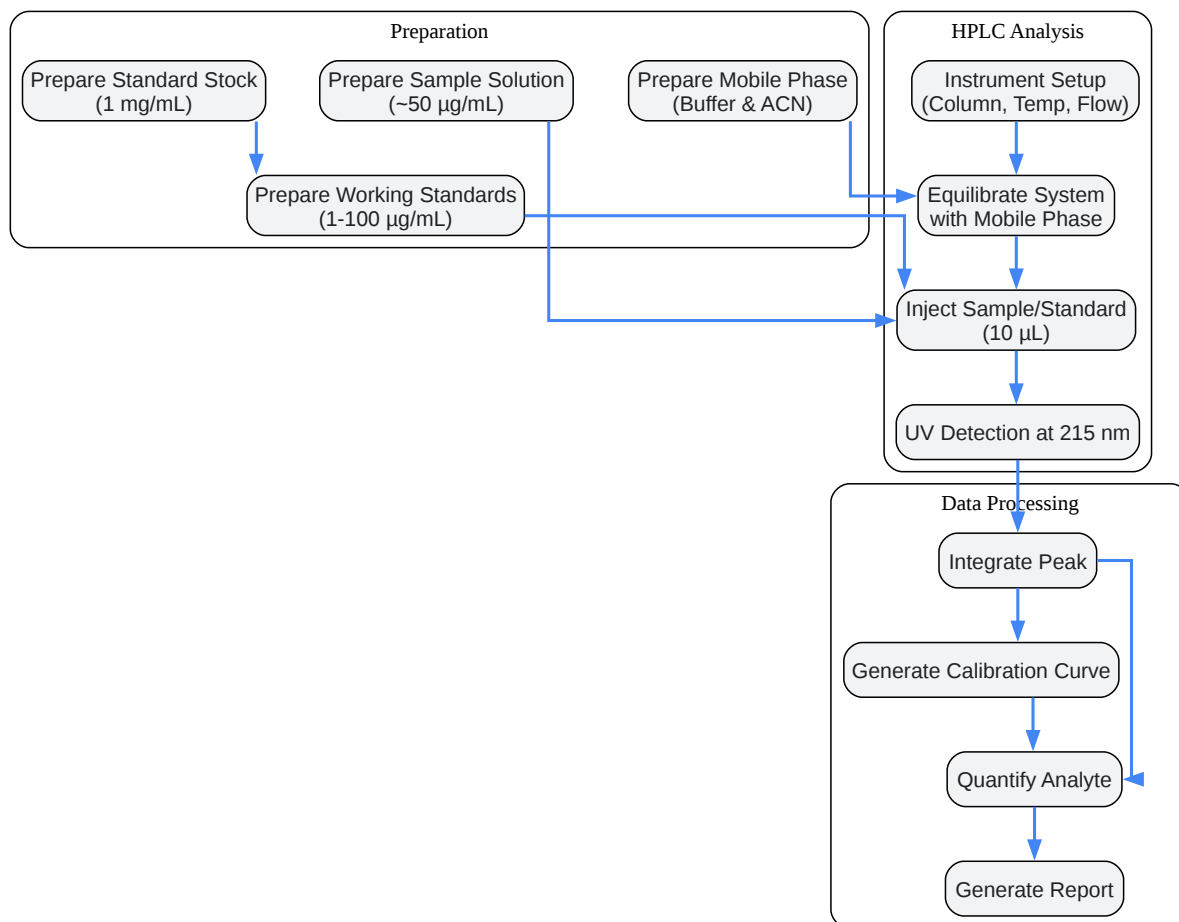 Preparation
Prepare Standard Stock
(1 mg/mL)
Prepare Sample Solution
(~50 µg/mL)
Prepare Mobile Phase
(Buffer & ACN)
Prepare Working Standards
(1-100 µg/mL)
HPLC Analysis
Instrument Setup
(Column, Temp, Flow)
Equilibrate System
with Mobile Phase
Inject Sample/Standard
(10 µL)
UV Detection at 215 nm
Data Processing
Integrate Peak
Generate Calibration Curve
Quantify Analyte
Generate Report